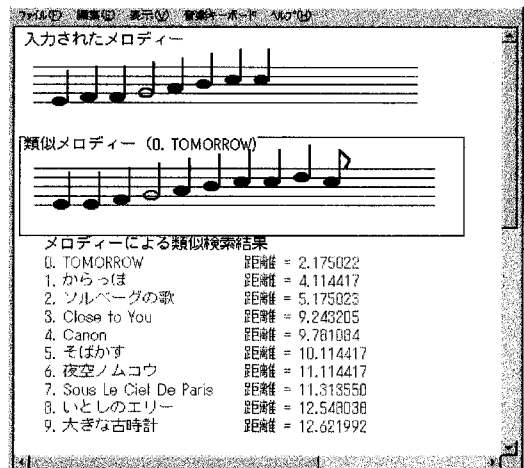 ファイル(F) 編集(E) 表示(V) 音楽キーボード ヘルプ(H)
入力されたメロディー
類似メロディー (0. TOMORROW)
メロディーによる類似検索結果
0. TOMORROW 距離 = 2.175022
1. からっぽ 距離 = 4.114417
2. ソルベーグの歌 距離 = 5.175023
3. Close to You 距離 = 9.243205
4. Canon 距離 = 9.781084
5. そばかす 距離 = 10.114417
6. 夜空ノムコウ 距離 = 11.114417
7. Sous Le Ciel De Paris 距離 = 11.313550
8. いとしのエリー 距離 = 12.548038
9. 大きな古時計 距離 = 12.621992